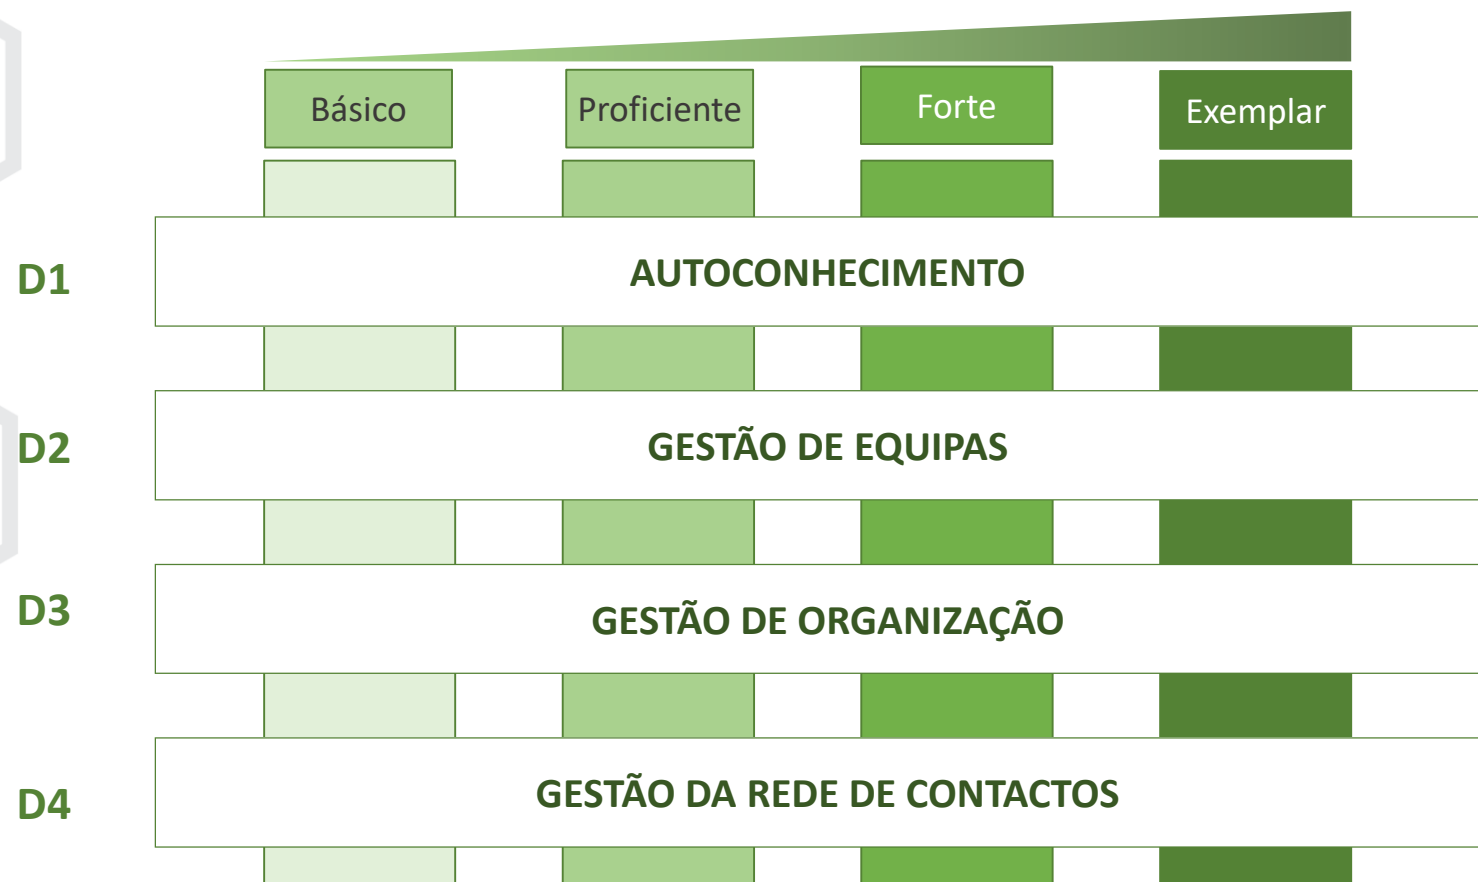 Básico Proficiente Forte Exemplar
D1 AUTOCONHECIMENTO
D2 GESTÃO DE EQUIPAS
D3 GESTÃO DE ORGANIZAÇÃO
D4 GESTÃO DA REDE DE CONTACTOS